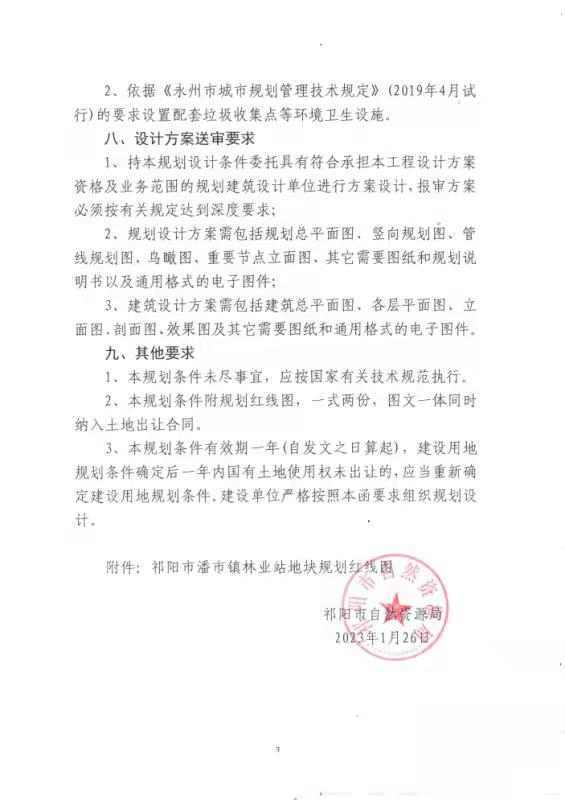 2、依据《永州市城市规划管理技术规定》(2019年4月试
行)的要求设置配套垃圾收集点等环境卫生设施。
八、设计方案送审要求
1、持本规划设计条件委托具有符合承担本工程设计方案
资格及业务范围的规划建筑设计单位进行方案设计,报审方案
必须按有关规定达到深度要求;
2、规划设计方案需包括规划总平面图、竖向规划图、管
线规划图、鸟瞰图、重要节点立面图、其它需要图纸和规划说
明书以及通用格式的电子图件;
3、建筑设计方案需包括建筑总平面图、各层平面图、立
面图、剖面图、效果图及其它需要图纸和通用格式的电子图件。
九、其他要求
1、本规划条件未尽事宜,应按国家有关技术规范执行。
2、本规划条件附规划红线图,一式两份,图文一体同时
纳入土地出让合同。
3、本规划条件有效期一年(自发文之日算起),建设用地
规划条件确定后一年内国有土地使用权未出让的,应当重新确
定建设用地规划条件。建设单位严格按照本函要求组织规划设
计。
附件:祁阳市潘市镇林业站地块规划红线图
祁阳市自然资源局
祁阳市自然资源局
2023年1月26日
3